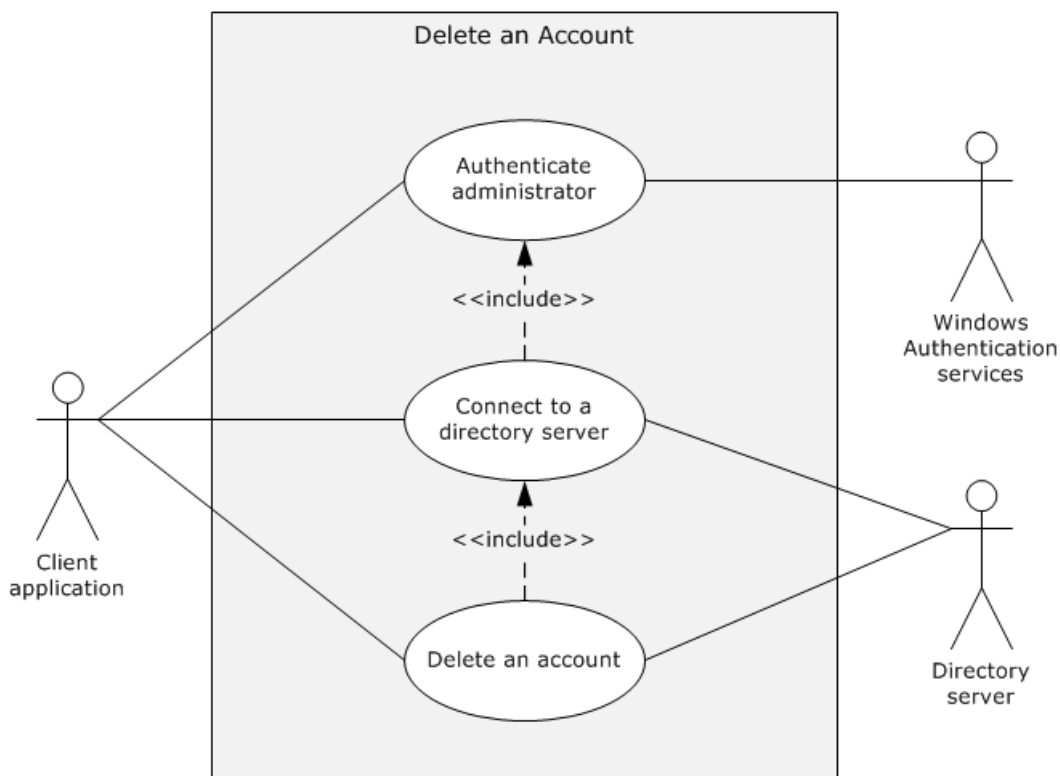 Delete an Account
Authenticate
administrator
<<include>>
Windows
Authentication
services
Connect to a
directory server
Client
application
<<include>>
Delete an account
Directory
server